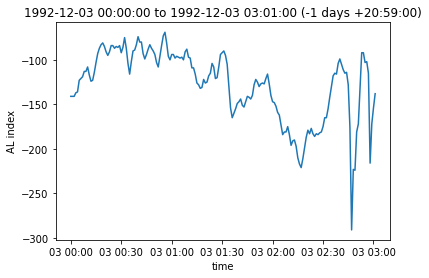 1992-12-03 00:00:00 to 1992-12-03 03:01:00 (-1 days +20:59:00)
AL index
−100
−150
−200
−250
−300
03 00:00 03 00:30 03 01:00 03 01:30 03 02:00 03 02:30 03 03:00
time